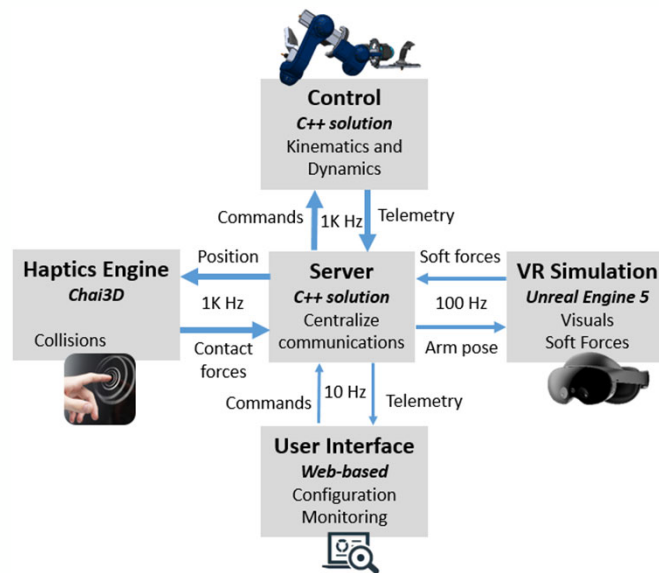 Control
C++ solution
Kinematics and
Dynamics
Commands
1K Hz
Telemetry
Haptics Engine
Chai3D
Collisions
Position
1K Hz
Contact
forces
Server
C++ solution
Centralize
communications
Soft forces
100 Hz
Arm pose
VR Simulation
Unreal Engine 5
Visuals
Soft Forces
Commands
10 Hz
Telemetry
User Interface
Web-based
Configuration
Monitoring